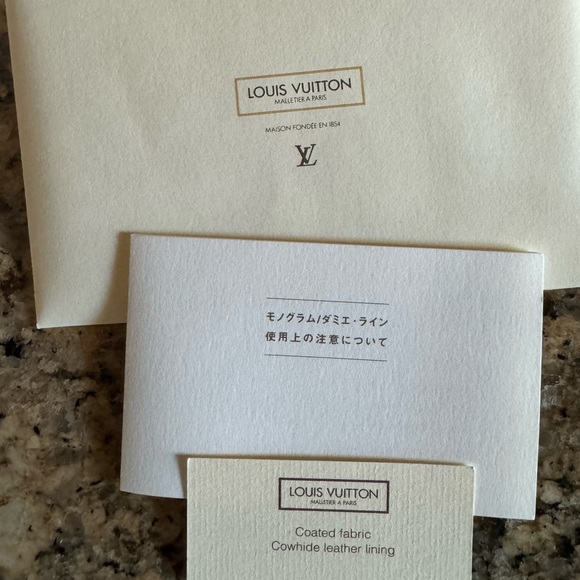 LOUIS VUITTON
MALLETIER A PARIS
MAISON FONDÉE EN 1854
LV
モノグラム/ダミエ・ライン
使用上の注意について
LOUIS VUITTON
MALLETIER A PARIS
Coated fabric
Cowhide leather lining